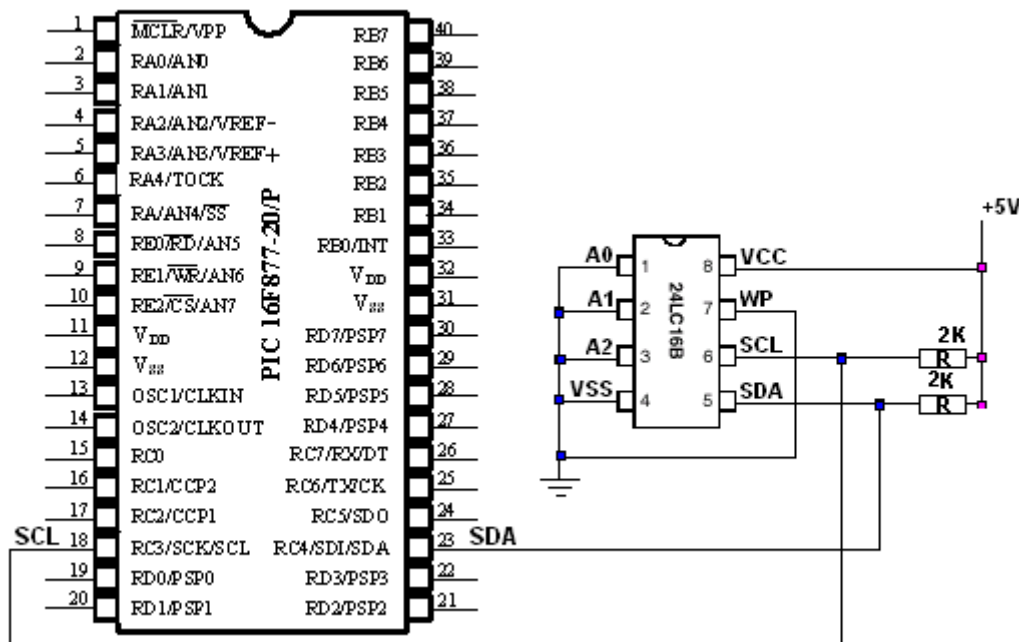 1 MCLR/VPP
2 RA0/AN0
3 RA1/AN1
4 RA2/AN2/VREF-
5 RA3/AN3/VREF+
6 RA4/TOCK
7 RA/AN4/SS
8 RE0/RD/AN5
9 RE1/WR/AN6
10 RE2/CS/AN7
11 VDD
12 Vss
13 OSC1/CLKIN
14 OSC2/CLKOUT
15 RC0
16 RC1/CCP2
17 RC2/CCP1
SCL 18 RC3/SCK/SCL
19 RD0/PSP0
20 RD1/PSP1
PIC 16F877-20/P
RB7 40
RB6 39
RB5 38
RB4 37
RB3 36
RB2 35
RB1 34
RB0/INT 33
VDD 32
Vss 31
RD7/PSP7 30
RD6/PSP6 29
RD5/PSP5 28
RD4/PSP4 27
RC7/RX/DT 26
RC6/TX/CK 25
RC5/SDO 24
RC4/SDI/SDA 23 SDA
RD3/PSP3 22
RD2/PSP2 21
+5V
A0 1
A1 2
A2 3
VSS 4
24LC16B
8 VCC
7 WP
6 SCL
5 SDA
2K
R
2K
R